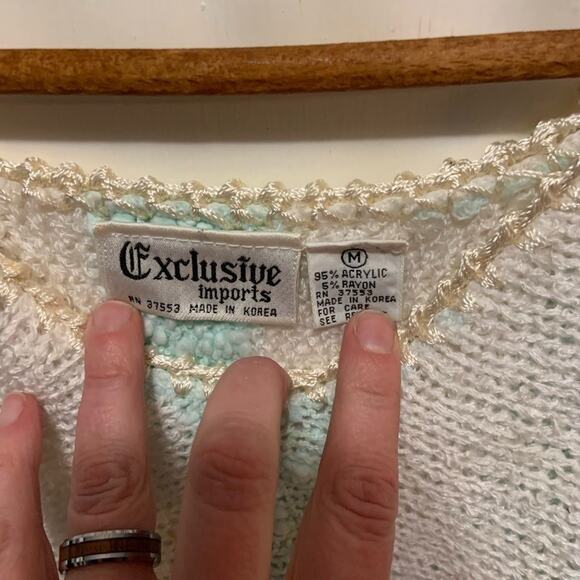 Exclusive
imports
RN 37553 MADE IN KOREA
M
95% ACRYLIC
5% RAYON
RN 37553
MADE IN KOREA
FOR CARE
SEE